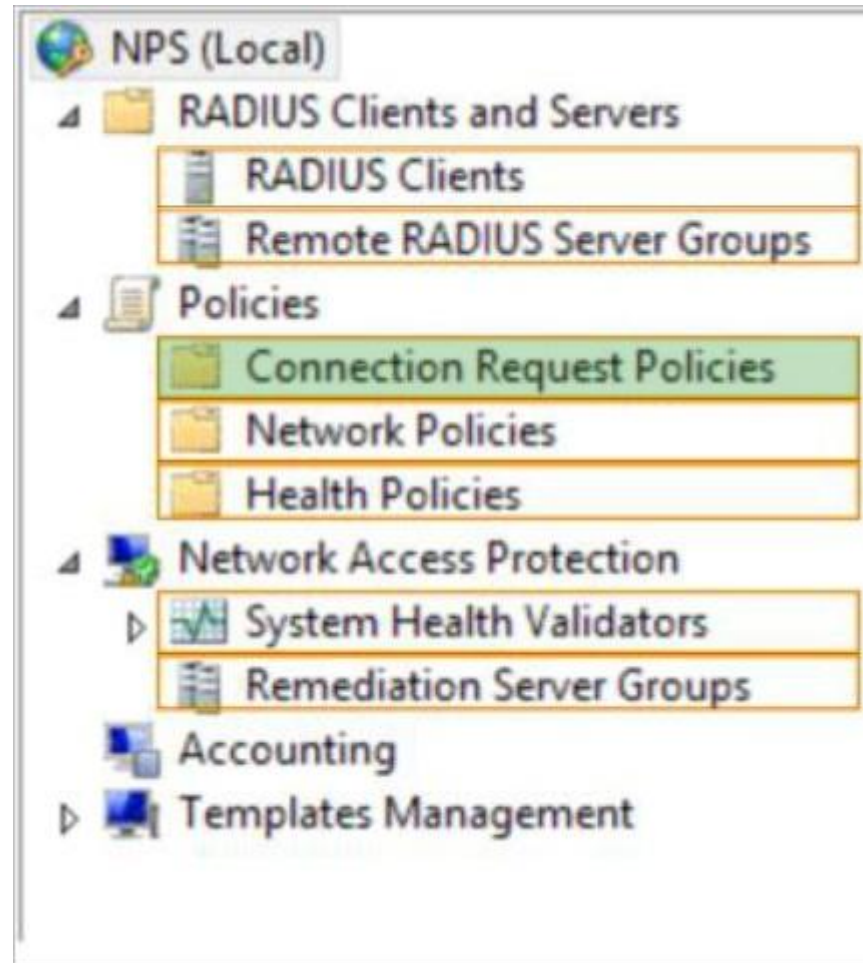 NPS (Local)
RADIUS Clients and Servers
RADIUS Clients
Remote RADIUS Server Groups
Policies
Connection Request Policies
Network Policies
Health Policies
Network Access Protection
System Health Validators
Remediation Server Groups
Accounting
Templates Management